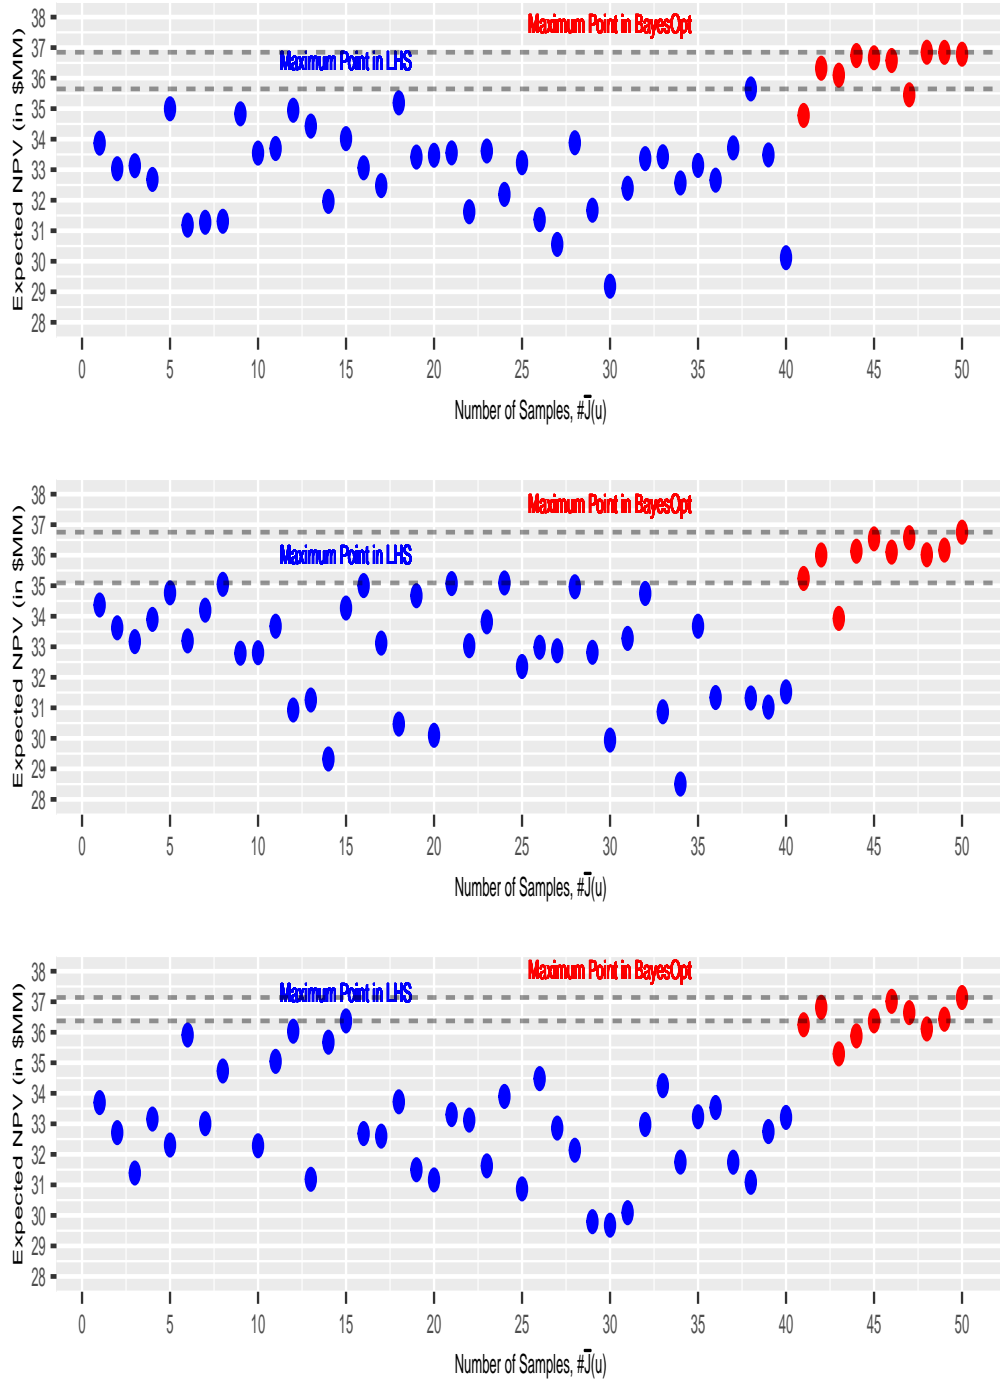 Expected NPV (in $MM)
38
37
36
35
34
33
32
31
30
29
28
Maximum Point in BayesOpt
Maximum Point in LHS
0 5 10 15 20 25 30 35 40 45 50
Number of Samples, #J̅(u)
Expected NPV (in $MM)
38
37
36
35
34
33
32
31
30
29
28
Maximum Point in BayesOpt
Maximum Point in LHS
0 5 10 15 20 25 30 35 40 45 50
Number of Samples, #J̅(u)
Expected NPV (in $MM)
38
37
36
35
34
33
32
31
30
29
28
Maximum Point in BayesOpt
Maximum Point in LHS
0 5 10 15 20 25 30 35 40 45 50
Number of Samples, #J̅(u)